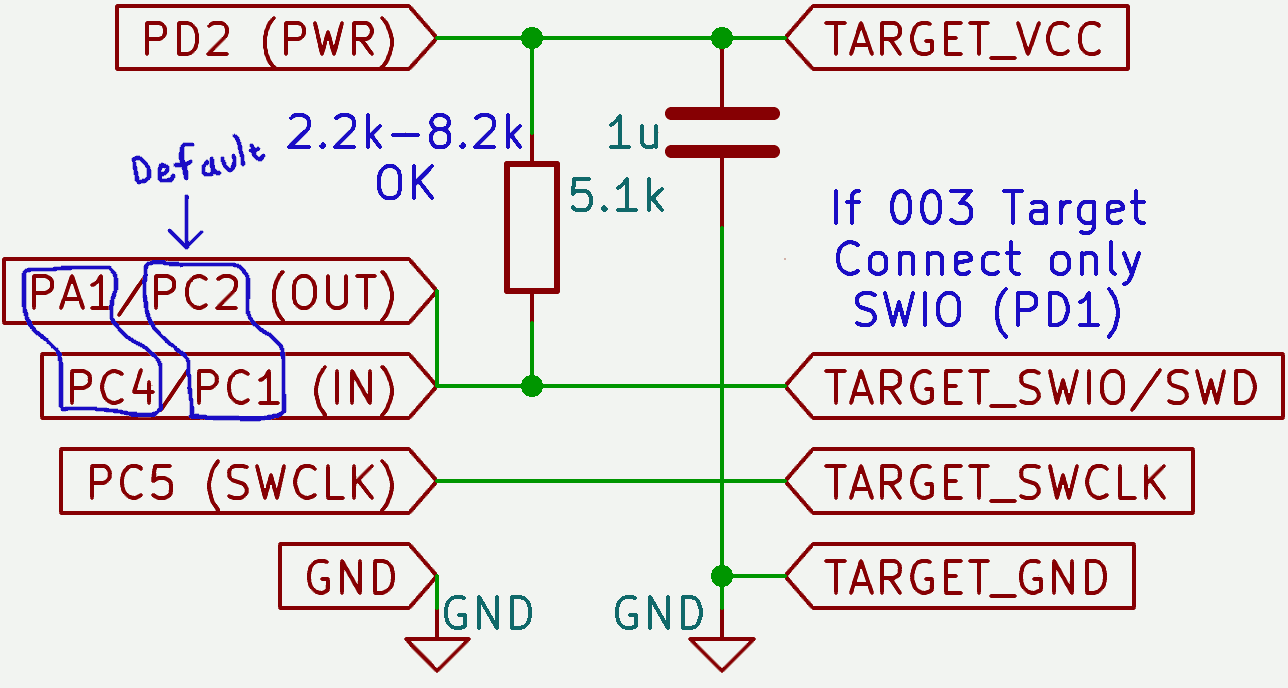 PD2 (PWR)
TARGET_VCC
2.2k-8.2k
OK
1u
5.1k
Default
If 003 Target
Connect only
SWIO (PD1)
PA1/PC2 (OUT)
PC4/PC1 (IN)
TARGET_SWIO/SWD
PC5 (SWCLK)
TARGET_SWCLK
GND
TARGET_GND
GND
GND